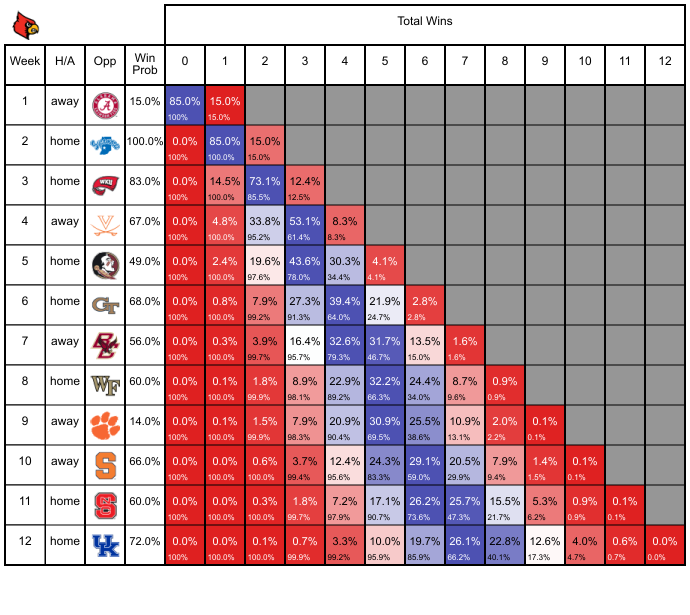 Total Wins
Week H/A Opp Win Prob 0 1 2 3 4 5 6 7 8 9 10 11 12
1 away A 15.0% 85.0% 15.0%
100% 15.0%
2 home 100.0% 0.0% 85.0% 15.0%
100% 100.0% 15.0%
3 home WKU 83.0% 0.0% 14.5% 73.1% 12.4%
100% 100.0% 85.5% 12.5%
4 away V 67.0% 0.0% 4.8% 33.8% 53.1% 8.3%
100% 100.0% 95.2% 61.4% 8.3%
5 home 49.0% 0.0% 2.4% 19.6% 43.6% 30.3% 4.1%
100% 100.0% 97.6% 78.0% 34.4% 4.1%
6 home GT 68.0% 0.0% 0.8% 7.9% 27.3% 39.4% 21.9% 2.8%
100% 100.0% 99.2% 91.3% 64.0% 24.7% 2.8%
7 away BC 56.0% 0.0% 0.3% 3.9% 16.4% 32.6% 31.7% 13.5% 1.6%
100% 100.0% 99.7% 95.7% 79.3% 46.7% 15.0% 1.6%
8 home WF 60.0% 0.0% 0.1% 1.8% 8.9% 22.9% 32.2% 24.4% 8.7% 0.9%
100% 100.0% 99.9% 98.1% 89.2% 66.3% 34.0% 9.6% 0.9%
9 away 14.0% 0.0% 0.1% 1.5% 7.9% 20.9% 30.9% 25.5% 10.9% 2.0% 0.1%
100% 100.0% 99.9% 98.3% 90.4% 69.5% 38.6% 13.1% 2.2% 0.1%
10 away S 66.0% 0.0% 0.0% 0.6% 3.7% 12.4% 24.3% 29.1% 20.5% 7.9% 1.4% 0.1%
100% 100.0% 100.0% 99.4% 95.6% 83.3% 59.0% 29.9% 9.4% 1.5% 0.1%
11 home S 60.0% 0.0% 0.0% 0.3% 1.8% 7.2% 17.1% 26.2% 25.7% 15.5% 5.3% 0.9% 0.1%
100% 100.0% 100.0% 99.7% 97.9% 90.7% 73.6% 47.3% 21.7% 6.2% 0.9% 0.1%
12 home UK 72.0% 0.0% 0.0% 0.1% 0.7% 3.3% 10.0% 19.7% 26.1% 22.8% 12.6% 4.0% 0.6% 0.0%
100% 100.0% 100.0% 99.9% 99.2% 95.9% 85.9% 66.2% 40.1% 17.3% 4.7% 0.7% 0.0%